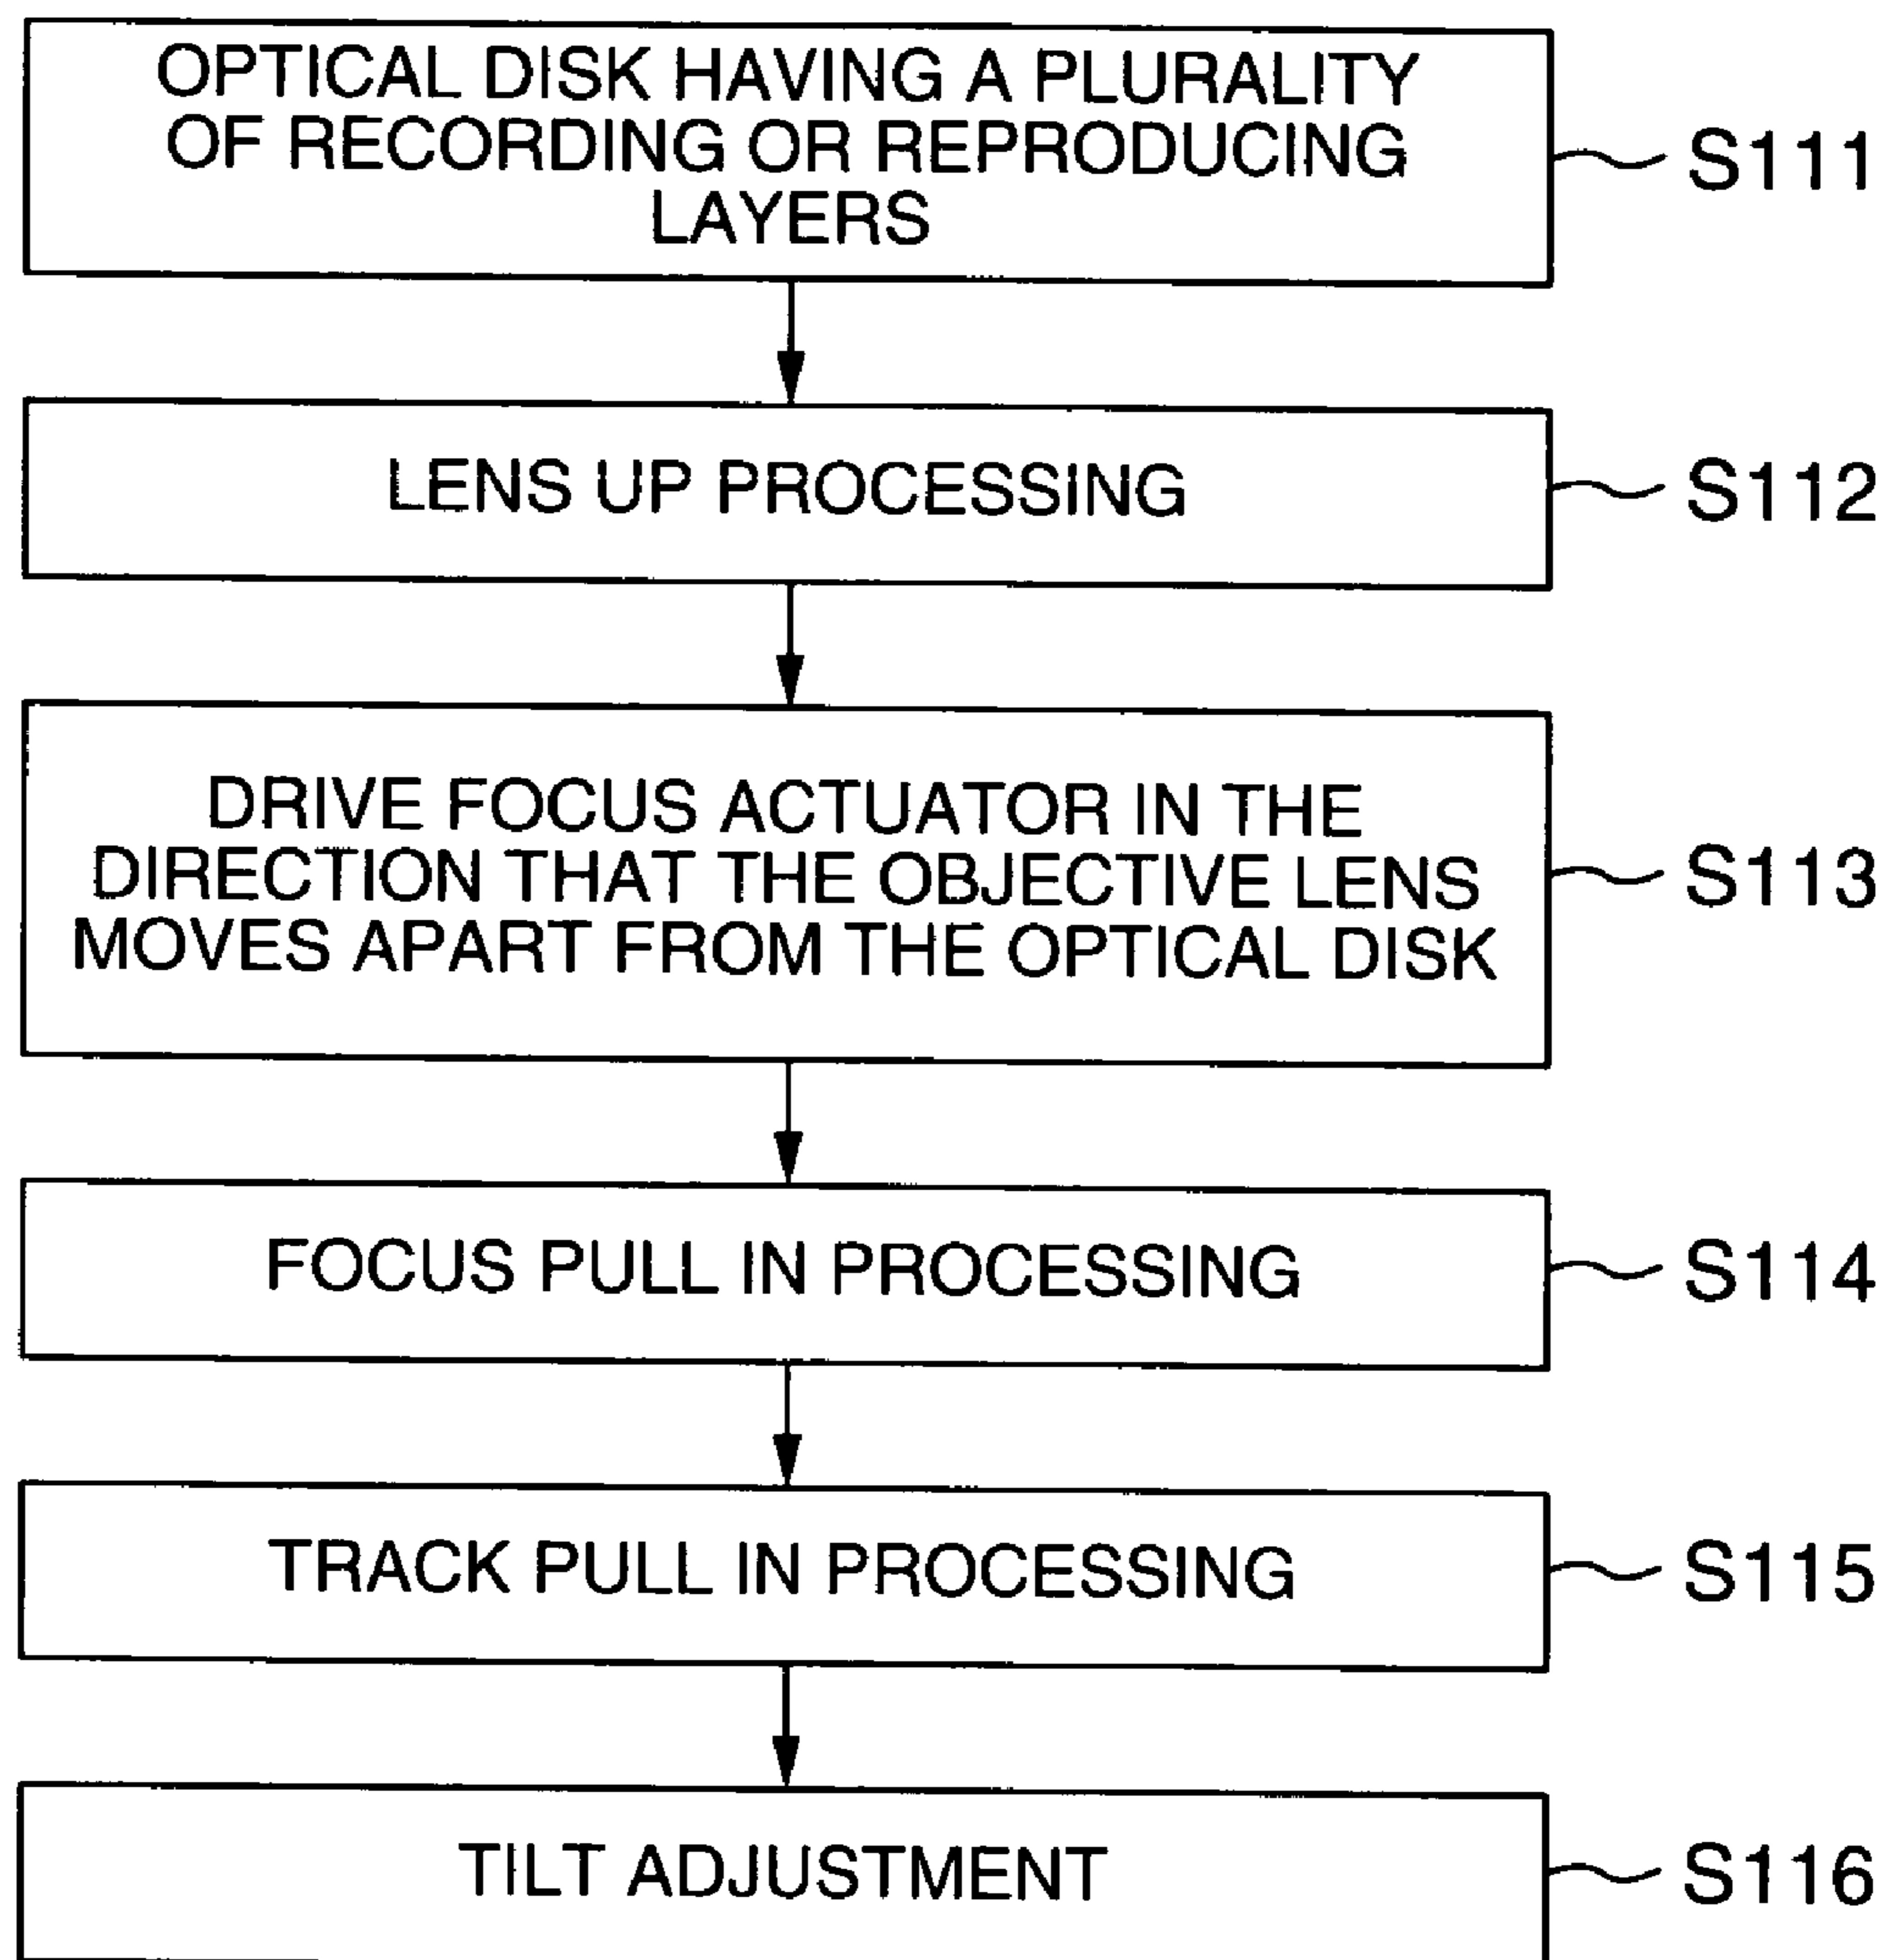 OPTICAL DISK HAVING A PLURALITY
OF RECORDING OR REPRODUCING
LAYERS
S111
LENS UP PROCESSING
S112
DRIVE FOCUS ACTUATOR IN THE
DIRECTION THAT THE OBJECTIVE LENS
MOVES APART FROM THE OPTICAL DISK
S113
FOCUS PULL IN PROCESSING
S114
TRACK PULL IN PROCESSING
S115
TILT ADJUSTMENT
S116